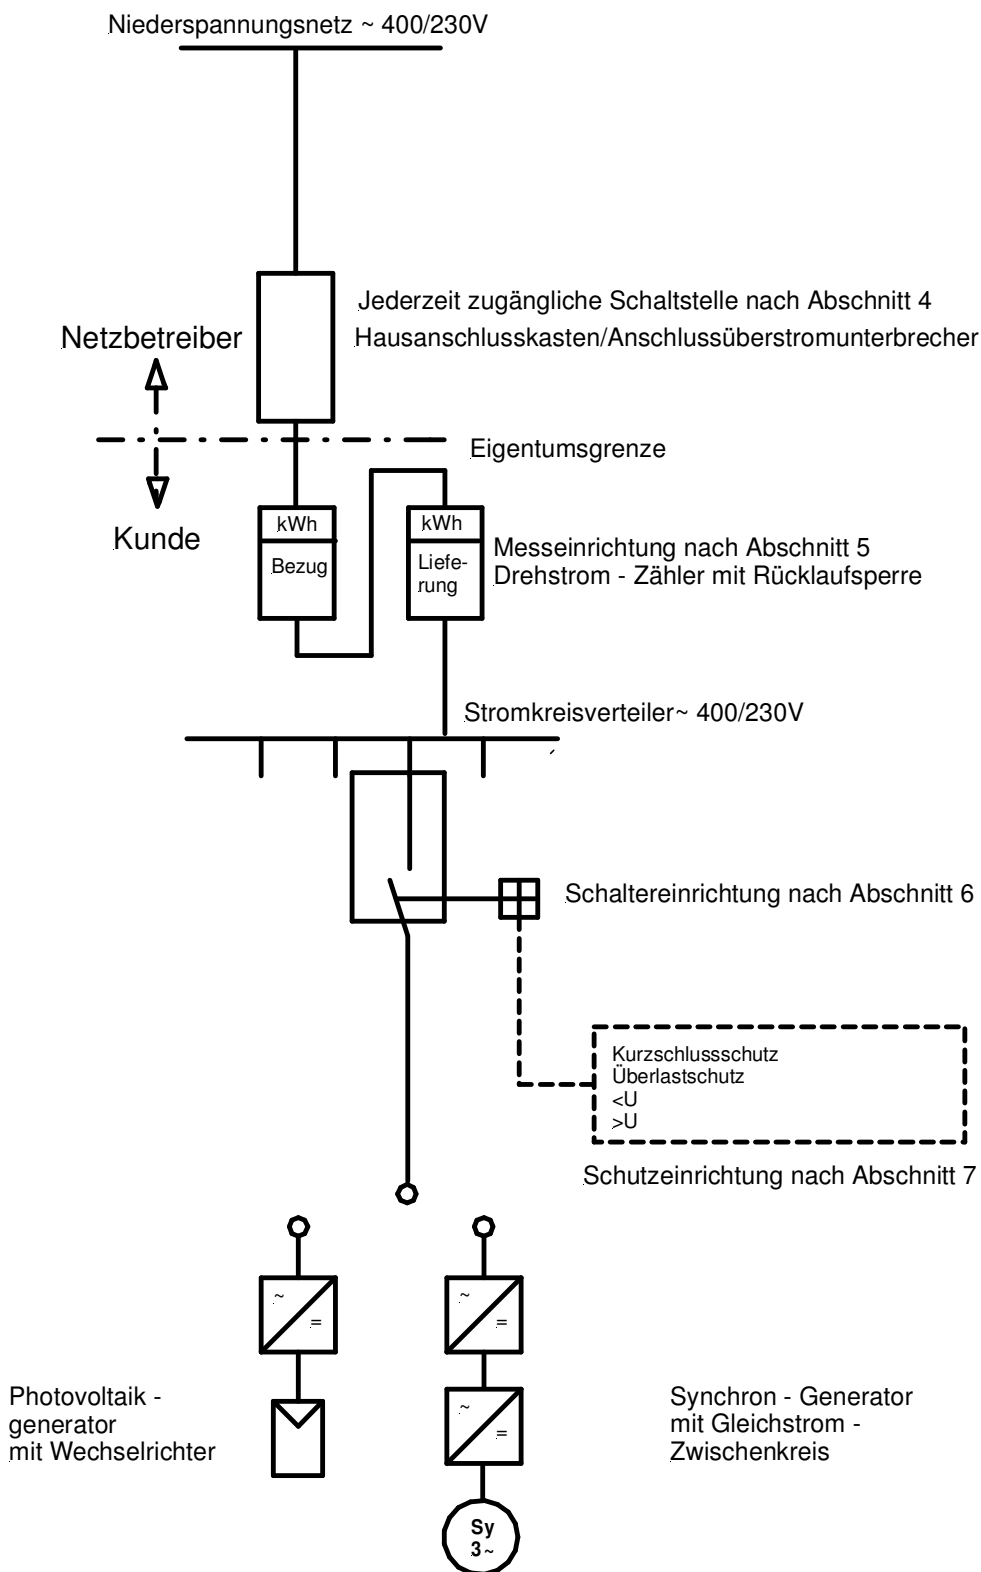 Niederspannungsnetz ~ 400/230V
Jederzeit zugängliche Schaltstelle nach Abschnitt 4
Hausanschlusskasten/Anschlussüberstromunterbrecher
Netzbetreiber
Eigentumsgrenze
Kunde
kWh
Bezug
kWh
Liefe-
rung
Messeinrichtung nach Abschnitt 5
Drehstrom - Zähler mit Rücklaufsperre
Stromkreisverteiler~ 400/230V
Schaltereinrichtung nach Abschnitt 6
Kurzschlussschutz
Überlastschutz
<U
>U
Schutzeinrichtung nach Abschnitt 7
~
=
~
=
~
=
Photovoltaik -
generator
mit Wechselrichter
Synchron - Generator
mit Gleichstrom -
Zwischenkreis
Sy
3~